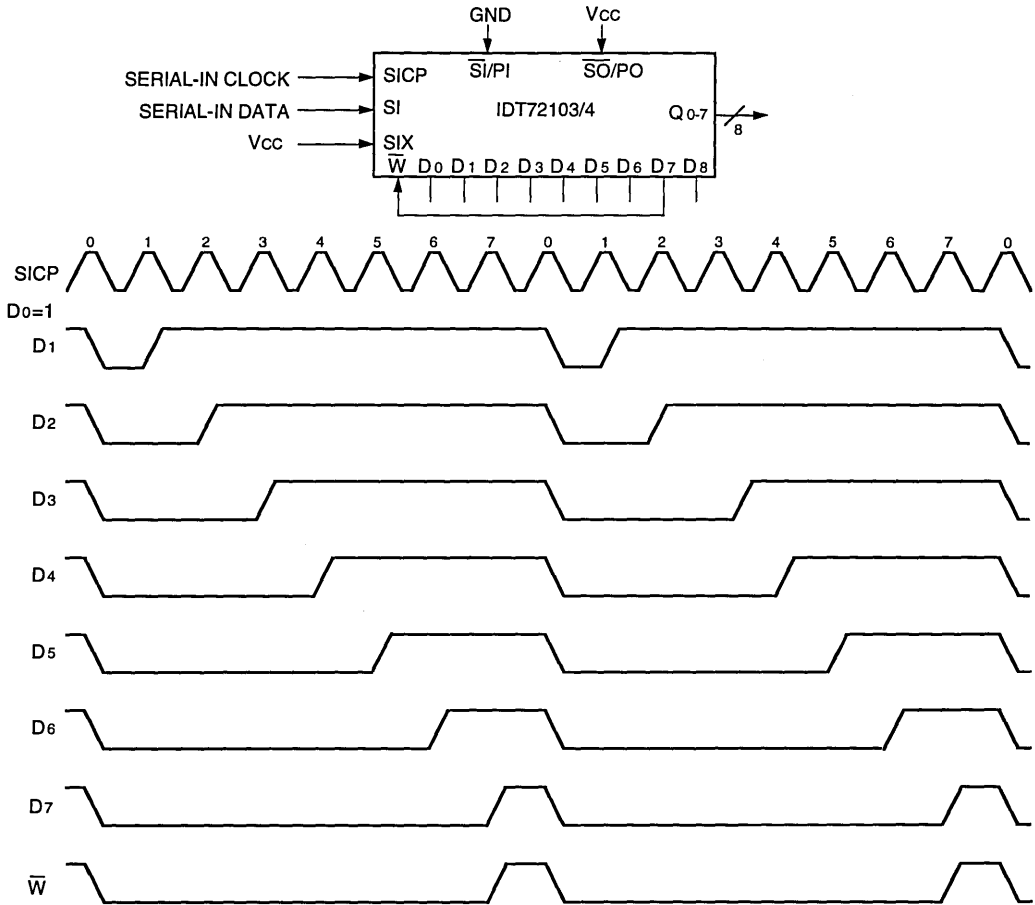 GND Vcc
SERIAL-IN CLOCK SICP S̅I̅/PI S̅O̅/PO
SERIAL-IN DATA SI IDT72103/4 Q0-7
8
Vcc SIX
W̅ D0 D1 D2 D3 D4 D5 D6 D7 D8
0 1 2 3 4 5 6 7 0 1 2 3 4 5 6 7 0
SICP
D0=1
D1
D2
D3
D4
D5
D6
D7
W̅